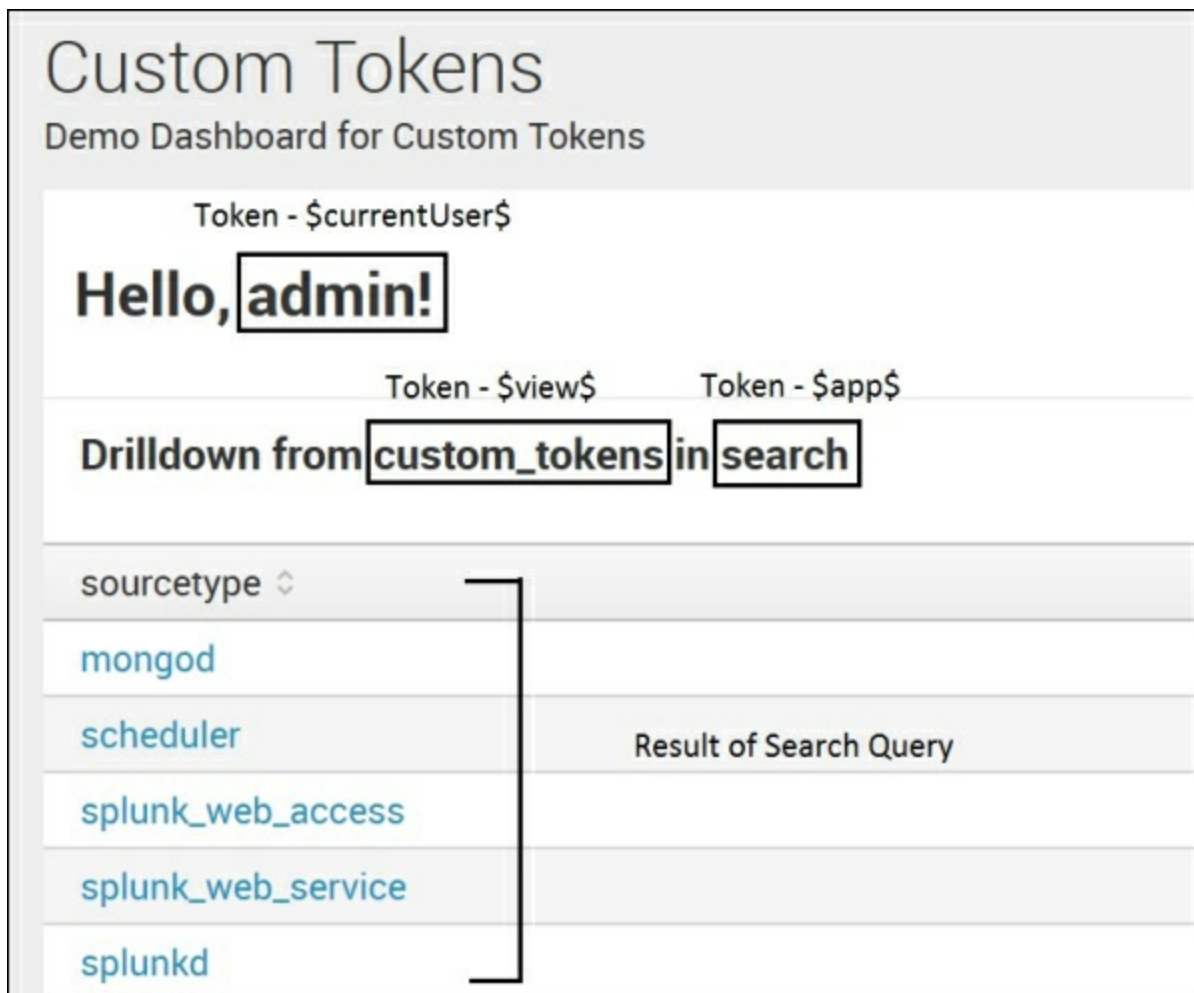 Custom Tokens
Demo Dashboard for Custom Tokens
Token - $currentUser$
Hello, admin!
Token - $view$ Token - $app$
Drilldown from custom_tokens in search
sourcetype
mongod
scheduler
Result of Search Query
splunk_web_access
splunk_web_service
splunkd